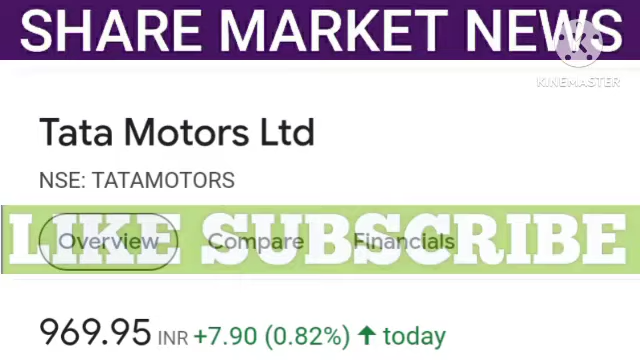 SHARE MARKET NEWS
KINEMASTER
Tata Motors Ltd
NSE: TATAMOTORS
LIKE SUBSCRIBE
Overview Compare Financials
969.95 INR +7.90 (0.82%) ↑ today